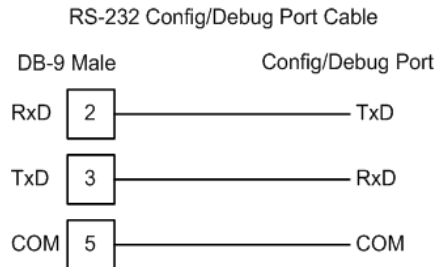 RS-232 Config/Debug Port Cable
DB-9 Male Config/Debug Port
RxD 2 TxD
TxD 3 RxD
COM 5 COM